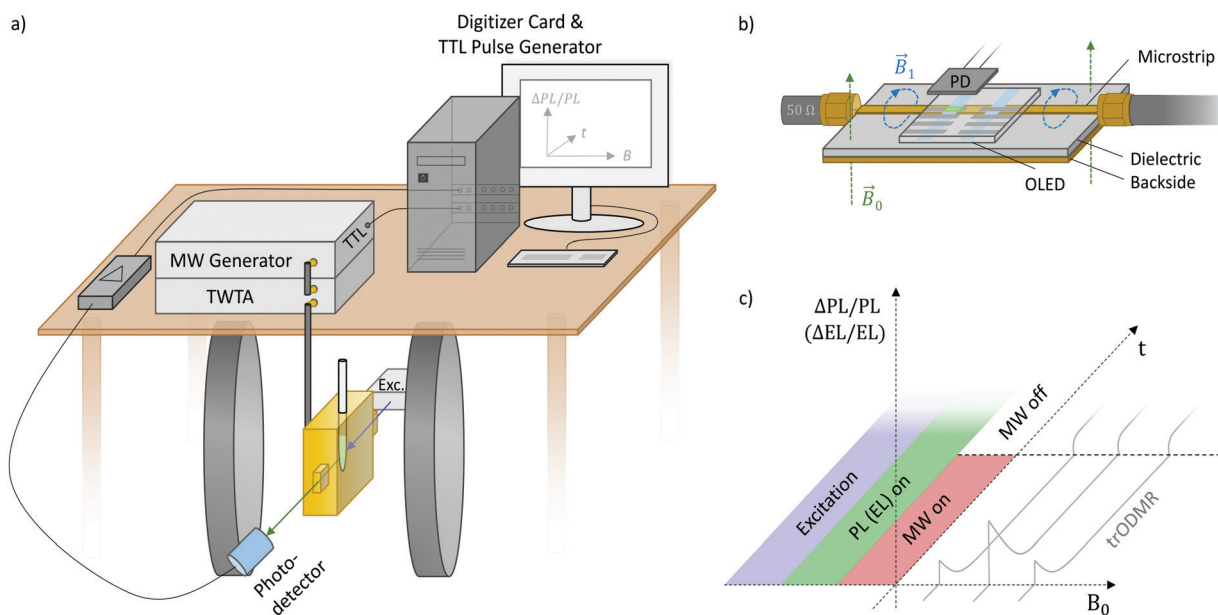 a)
Digitizer Card &
TTL Pulse Generator
ΔPL/PL
t
B
TTL
MW Generator
TWTA
Exc.
Photo-
detector
b)
B⃗₁
PD
Microstrip
50 Ω
Dielectric
Backside
OLED
B⃗₀
c)
ΔPL/PL
(ΔEL/EL)
t
MW off
Excitation
PL (EL) on
MW on
trODMR
B₀